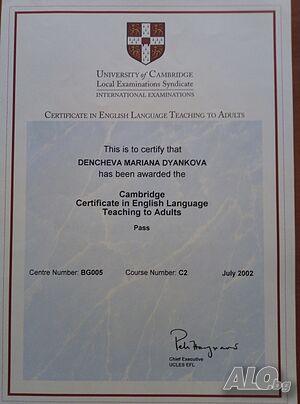 UNIVERSITY of CAMBRIDGE
Local Examinations Syndicate
INTERNATIONAL EXAMINATIONS
CERTIFICATE IN ENGLISH LANGUAGE TEACHING TO ADULTS
This is to certify that
DENCHEVA MARIANA DYANKOVA
has been awarded the
Cambridge
Certificate in English Language
Teaching to Adults
Pass
Centre Number: BG005 Course Number: C2 July 2002
Chief Executive
UCLES EFL
ALO.bg